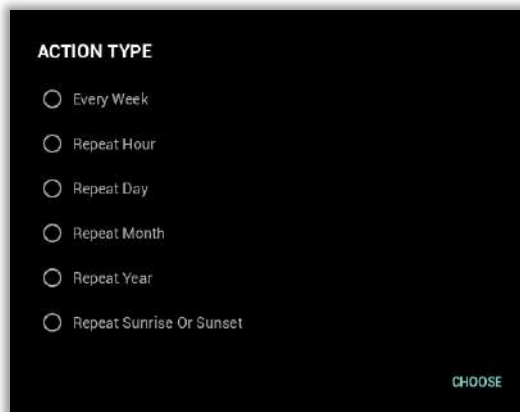 ACTION TYPE
Every Week
Repeat Hour
Repeat Day
Repeat Month
Repeat Year
Repeat Sunrise Or Sunset
CHOOSE